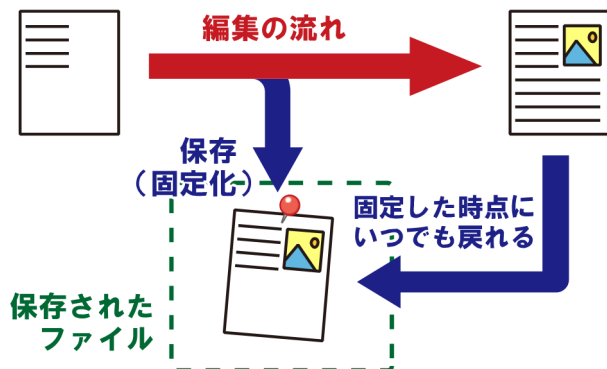 編集の流れ
保存
（固定化）
固定した時点に
いつでも戻れる
保存された
ファイル